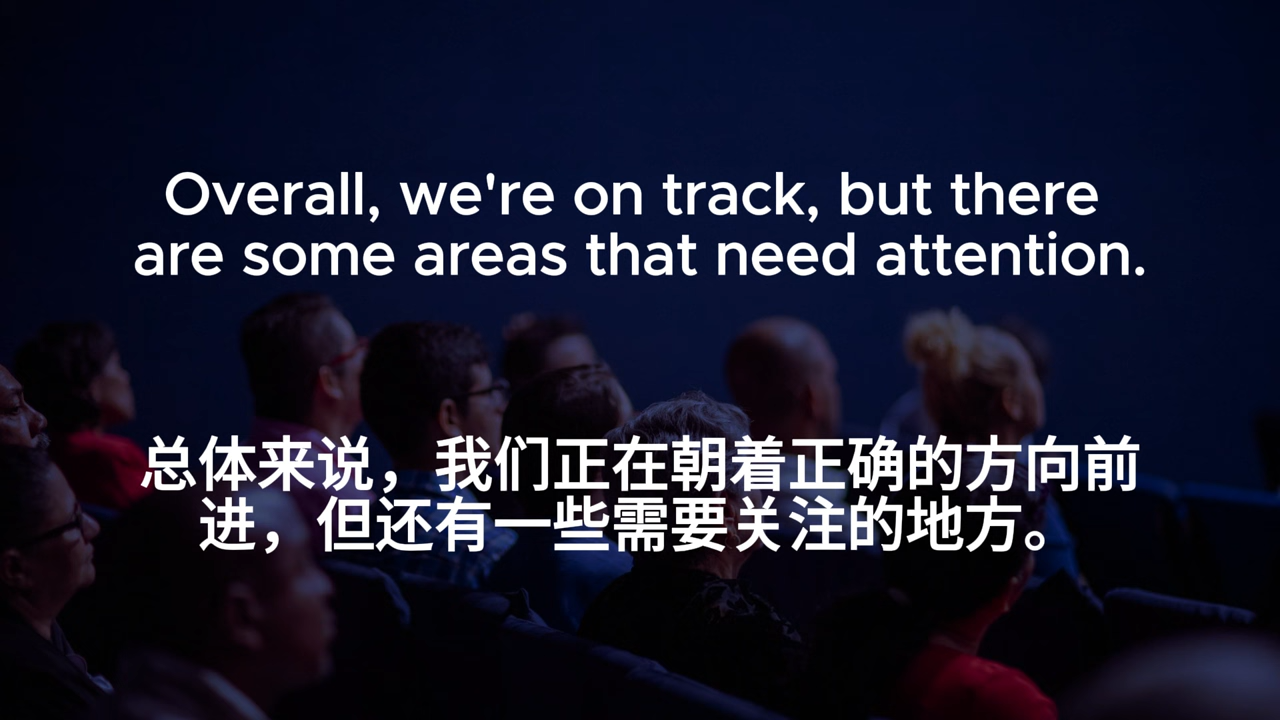 Overall, we're on track, but there
are some areas that need attention.
总体来说，我们正在朝着正确的方向前
进，但还有一些需要关注的地方。